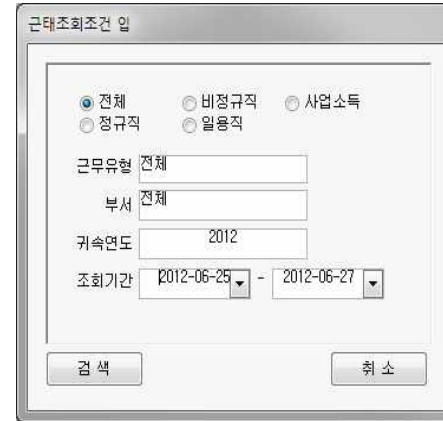 근태조회조건 입
전체 비정규직 사업소득
정규직 일용직
근무유형 전체
부서 전체
귀속연도 2012
조회기간 2012-06-25 - 2012-06-27
검색 취소